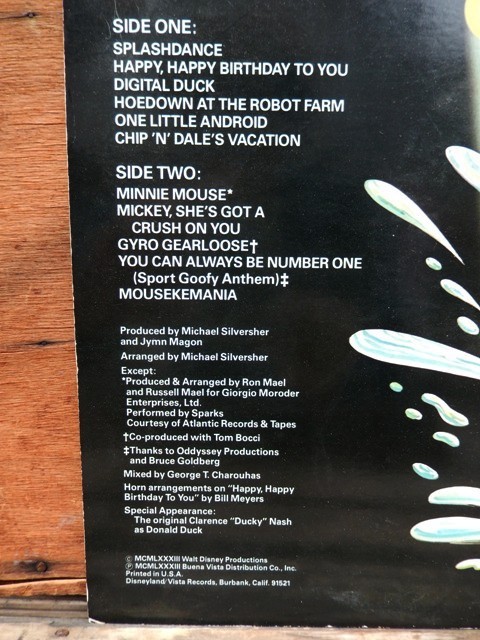 SIDE ONE:
SPLASHDANCE
HAPPY, HAPPY BIRTHDAY TO YOU
DIGITAL DUCK
HOEDOWN AT THE ROBOT FARM
ONE LITTLE ANDROID
CHIP 'N' DALE'S VACATION
SIDE TWO:
MINNIE MOUSE*
MICKEY, SHE'S GOT A
CRUSH ON YOU
GYRO GEARLOOSE†
YOU CAN ALWAYS BE NUMBER ONE
(Sport Goofy Anthem)‡
MOUSEKEMANIA
Produced by Michael Silversher
and Jymn Magon
Arranged by Michael Silversher
Except:
*Produced & Arranged by Ron Mael
and Russell Mael for Giorgio Moroder
Enterprises, Ltd.
Performed by Sparks
Courtesy of Atlantic Records & Tapes
†Co-produced with Tom Bocci
‡Thanks to Oddyssey Productions
and Bruce Goldberg
Mixed by George T. Charouhas
Horn arrangements on "Happy, Happy
Birthday To You" by Bill Meyers
Special Appearance:
The original Clarence "Ducky" Nash
as Donald Duck
© MCMLXXXIII Walt Disney Productions
℗ MCMLXXXIII Buena Vista Distribution Co., Inc.
Printed in U.S.A.
Disneyland/Vista Records, Burbank, Calif. 91521